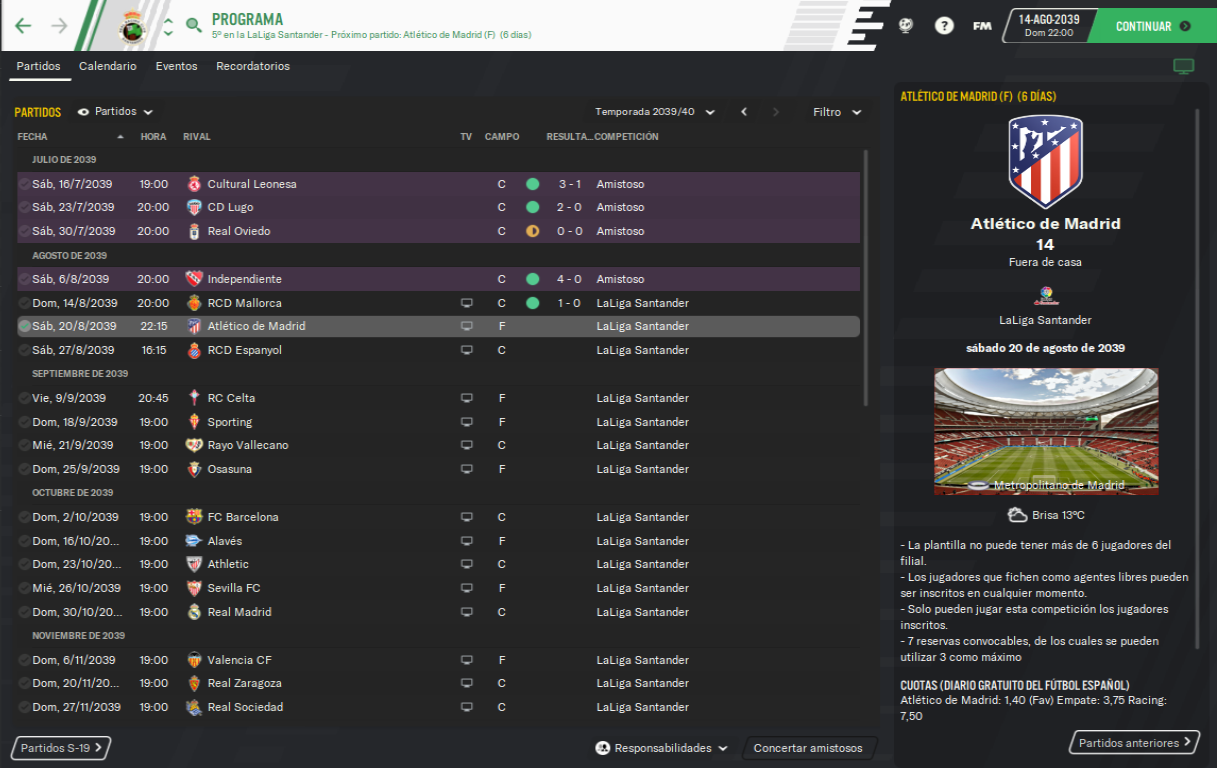 PROGRAMA
5º en la LaLiga Santander - Próximo partido: Atlético de Madrid (F) (6 días)
?
FM
14-AGO-2039
Dom 22:00
CONTINUAR
Partidos Calendario Eventos Recordatorios
PARTIDOS Partidos Temporada 2039/40 Filtro
FECHA HORA RIVAL TV CAMPO RESULTA... COMPETICIÓN
JULIO DE 2039
Sáb, 16/7/2039 19:00 Cultural Leonesa C 3 - 1 Amistoso
Sáb, 23/7/2039 20:00 CD Lugo C 2 - 0 Amistoso
Sáb, 30/7/2039 20:00 Real Oviedo C 0 - 0 Amistoso
AGOSTO DE 2039
Sáb, 6/8/2039 20:00 Independiente C 4 - 0 Amistoso
Dom, 14/8/2039 20:00 RCD Mallorca C 1 - 0 LaLiga Santander
Sáb, 20/8/2039 22:15 Atlético de Madrid F LaLiga Santander
Sáb, 27/8/2039 16:15 RCD Espanyol C LaLiga Santander
SEPTIEMBRE DE 2039
Vie, 9/9/2039 20:45 RC Celta F LaLiga Santander
Dom, 18/9/2039 19:00 Sporting F LaLiga Santander
Mié, 21/9/2039 19:00 Rayo Vallecano C LaLiga Santander
Dom, 25/9/2039 19:00 Osasuna F LaLiga Santander
OCTUBRE DE 2039
Dom, 2/10/2039 19:00 FC Barcelona C LaLiga Santander
Dom, 16/10/20... 19:00 Alavés F LaLiga Santander
Dom, 23/10/20... 19:00 Athletic C LaLiga Santander
Mié, 26/10/2039 19:00 Sevilla FC F LaLiga Santander
Dom, 30/10/20... 19:00 Real Madrid C LaLiga Santander
NOVIEMBRE DE 2039
Dom, 6/11/2039 19:00 Valencia CF F LaLiga Santander
Dom, 20/11/20... 19:00 Real Zaragoza C LaLiga Santander
Dom, 27/11/2039 19:00 Real Sociedad C LaLiga Santander
Partidos S-19 Responsabilidades Concertar amistosos
ATLÉTICO DE MADRID (F) (6 DÍAS)
Atlético de Madrid
14
Fuera de casa
LaLiga Santander
sábado 20 de agosto de 2039
Metropolitano de Madrid
Brisa 13ºC
- La plantilla no puede tener más de 6 jugadores del
filial.
- Los jugadores que fichen como agentes libres pueden
ser inscritos en cualquier momento.
- Solo pueden jugar esta competición los jugadores
inscritos.
- 7 reservas convocables, de los cuales se pueden
utilizar 3 como máximo
CUOTAS (DIARIO GRATUITO DEL FÚTBOL ESPAÑOL)
Atlético de Madrid: 1,40 (Fav) Empate: 3,75 Racing:
7,50
Partidos anteriores